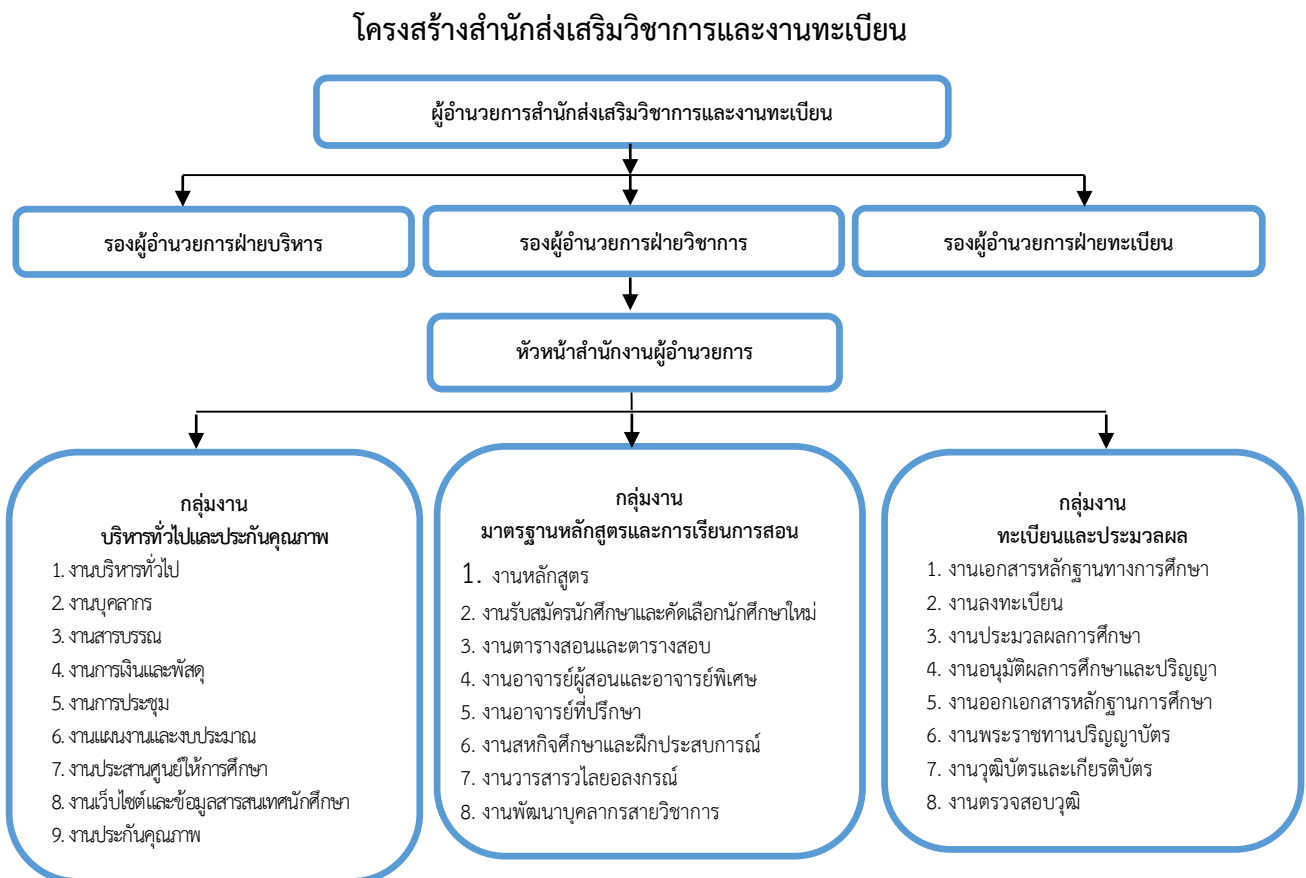 โครงสร้างสำนักส่งเสริมวิชาการและงานทะเบียน
ผู้อำนวยการสำนักส่งเสริมวิชาการและงานทะเบียน
รองผู้อำนวยการฝ่ายบริหาร
รองผู้อำนวยการฝ่ายวิชาการ
รองผู้อำนวยการฝ่ายทะเบียน
หัวหน้าสำนักงานผู้อำนวยการ
กลุ่มงาน
บริหารทั่วไปและประกันคุณภาพ
1. งานบริหารทั่วไป
2. งานบุคลากร
3. งานสารบรรณ
4. งานการเงินและพัสดุ
5. งานการประชุม
6. งานแผนงานและงบประมาณ
7. งานประสานศูนย์ให้การศึกษา
8. งานเว็บไซต์และข้อมูลสารสนเทศนักศึกษา
9. งานประกันคุณภาพ
กลุ่มงาน
มาตรฐานหลักสูตรและการเรียนการสอน
1. งานหลักสูตร
2. งานรับสมัครนักศึกษาและคัดเลือกนักศึกษาใหม่
3. งานตารางสอนและตารางสอบ
4. งานอาจารย์ผู้สอนและอาจารย์พิเศษ
5. งานอาจารย์ที่ปรึกษา
6. งานสหกิจศึกษาและฝึกประสบการณ์
7. งานวารสารวไลยอลงกรณ์
8. งานพัฒนาบุคลากรสายวิชาการ
กลุ่มงาน
ทะเบียนและประมวลผล
1. งานเอกสารหลักฐานทางการศึกษา
2. งานลงทะเบียน
3. งานประมวลผลการศึกษา
4. งานอนุมัติผลการศึกษาและปริญญา
5. งานออกเอกสารหลักฐานการศึกษา
6. งานพระราชทานปริญญาบัตร
7. งานวุฒิบัตรและเกียรติบัตร
8. งานตรวจสอบวุฒิ